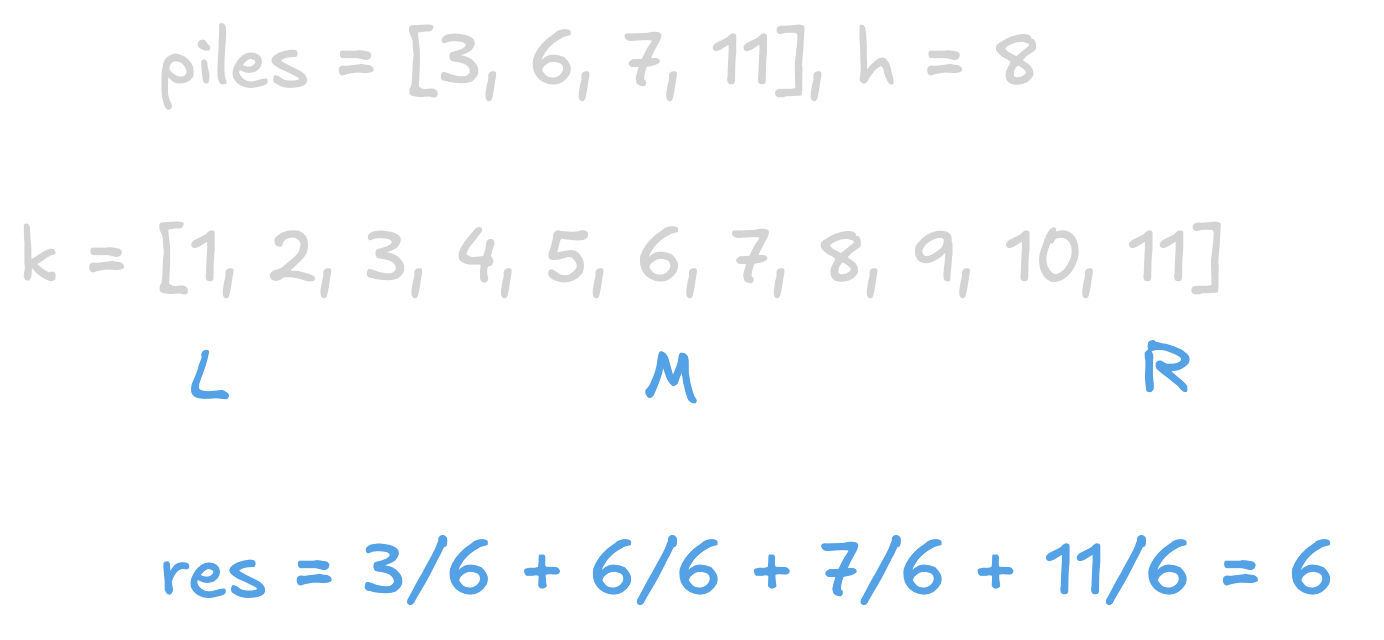 piles = [3, 6, 7, 11], h = 8
k = [1, 2, 3, 4, 5, 6, 7, 8, 9, 10, 11]
L M R
res = 3/6 + 6/6 + 7/6 + 11/6 = 6